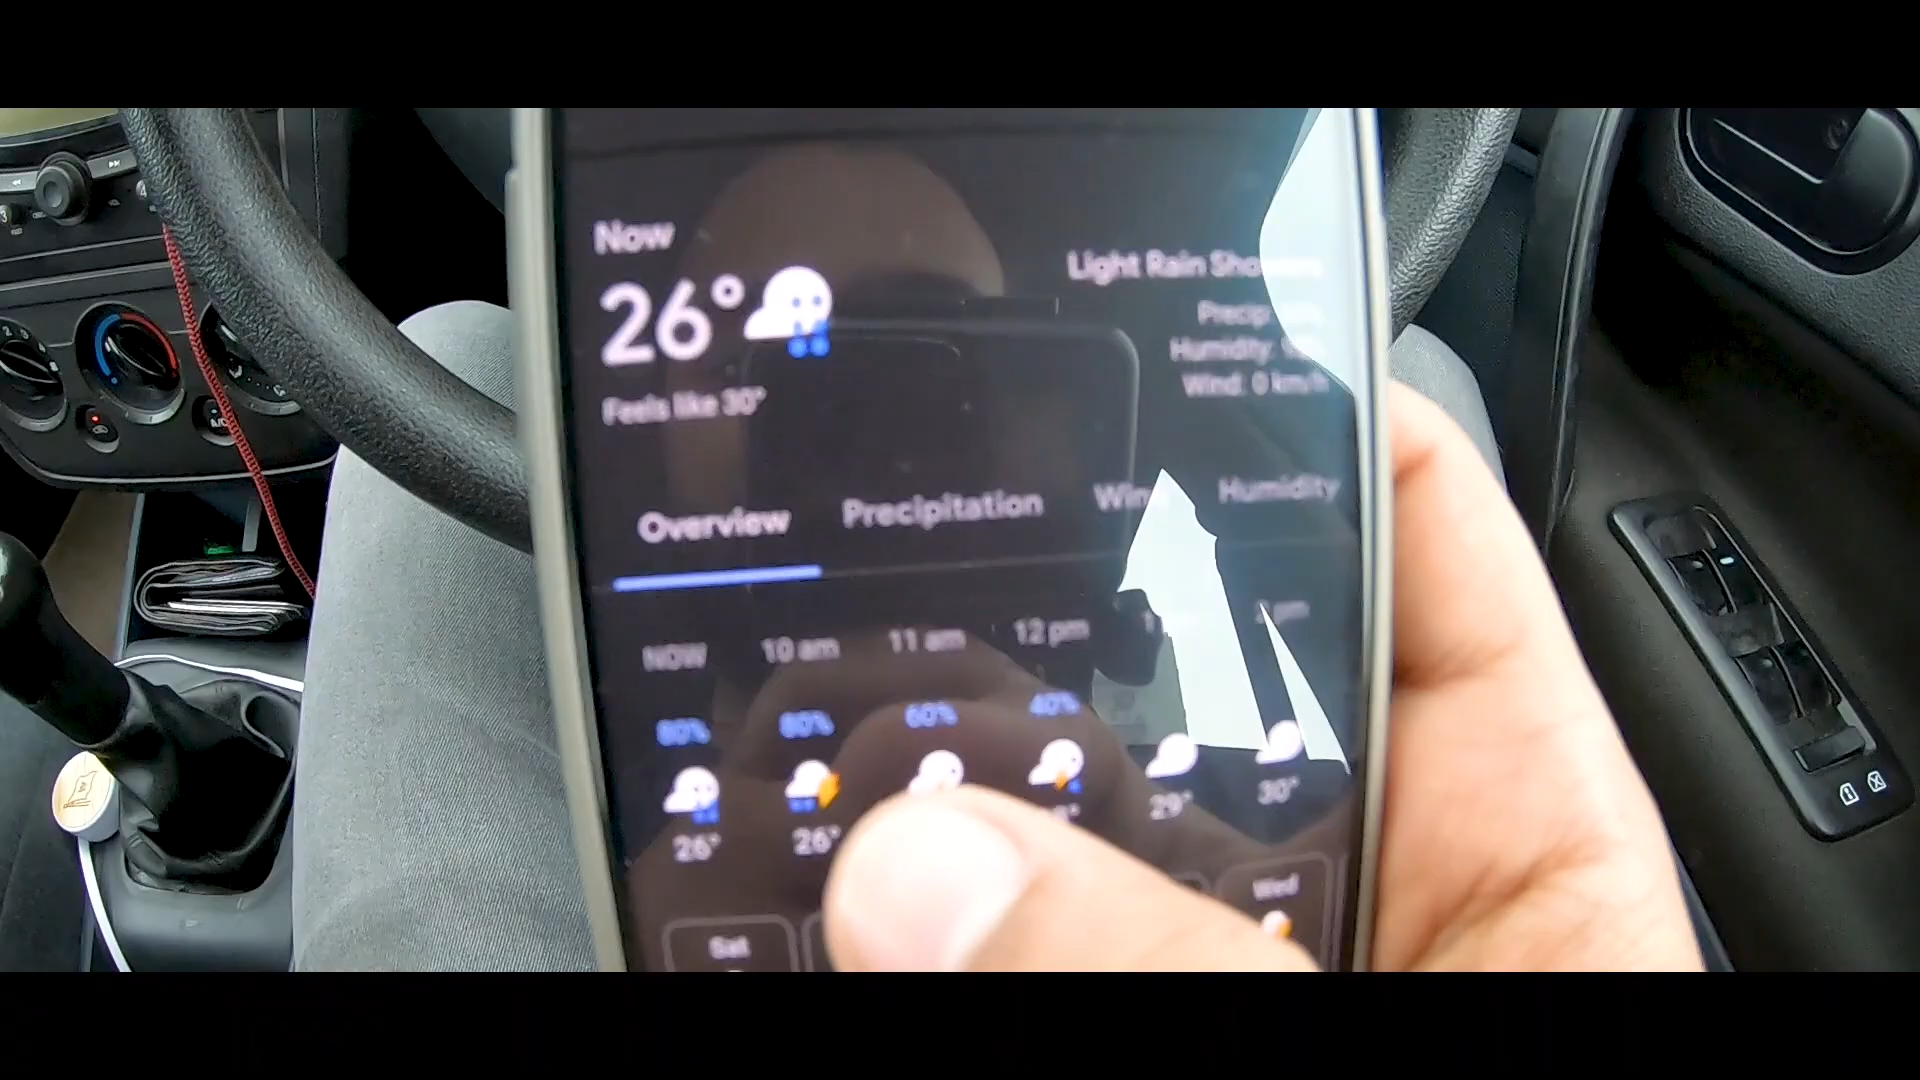 Now
26°
Light Rain
Precip:
Humidity:
Wind: 0 km/h
Feels like 30°
Overview Precipitation Humidity
NOW 10 am 11 am 12 pm
80% 80% 60% 40%
26° 26° 29° 30°
Sat Wed
A/C